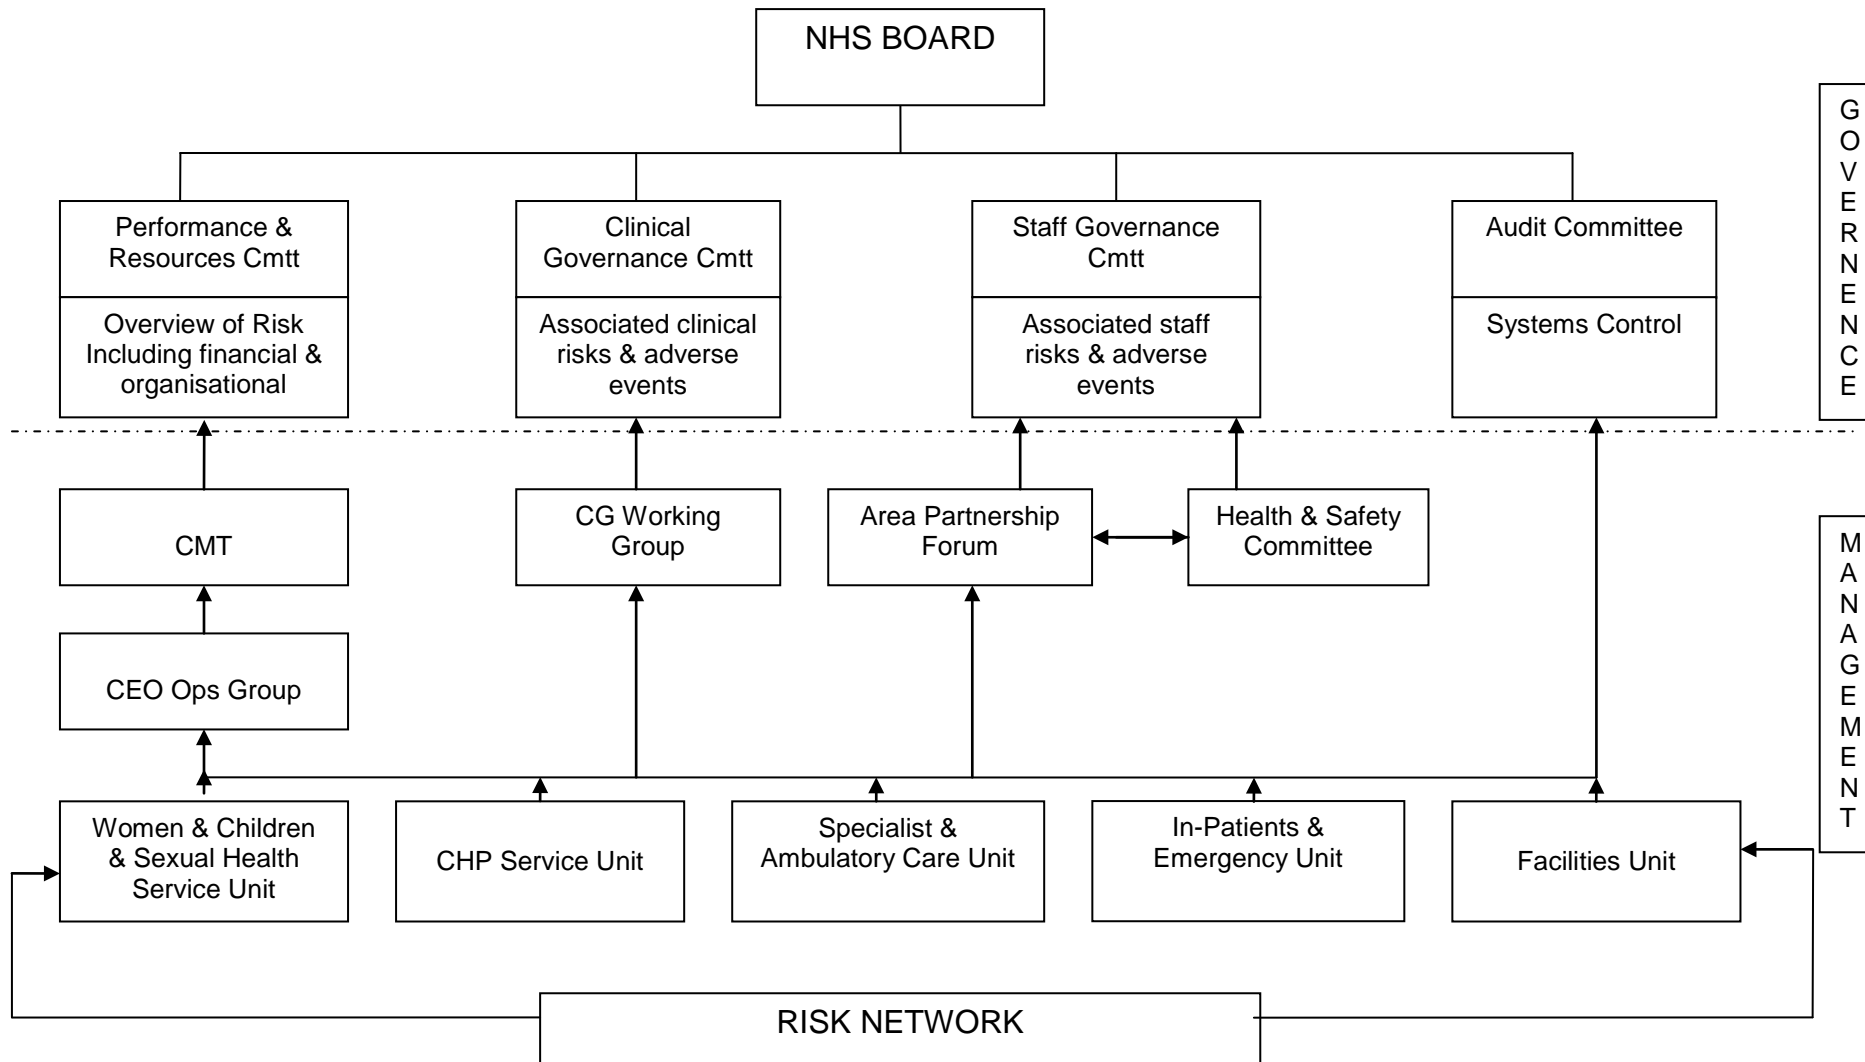 NHS BOARD
Performance &
Resources Cmtt
Overview of Risk
Including financial &
organisational
Clinical
Governance Cmtt
Associated clinical
risks & adverse
events
Staff Governance
Cmtt
Associated staff
risks & adverse
events
Audit Committee
Systems Control
G
O
V
E
R
N
E
N
C
E
CMT
CG Working
Group
Area Partnership
Forum
Health & Safety
Committee
CEO Ops Group
M
A
N
A
G
E
M
E
N
T
Women & Children
& Sexual Health
Service Unit
CHP Service Unit
Specialist &
Ambulatory Care Unit
In-Patients &
Emergency Unit
Facilities Unit
RISK NETWORK